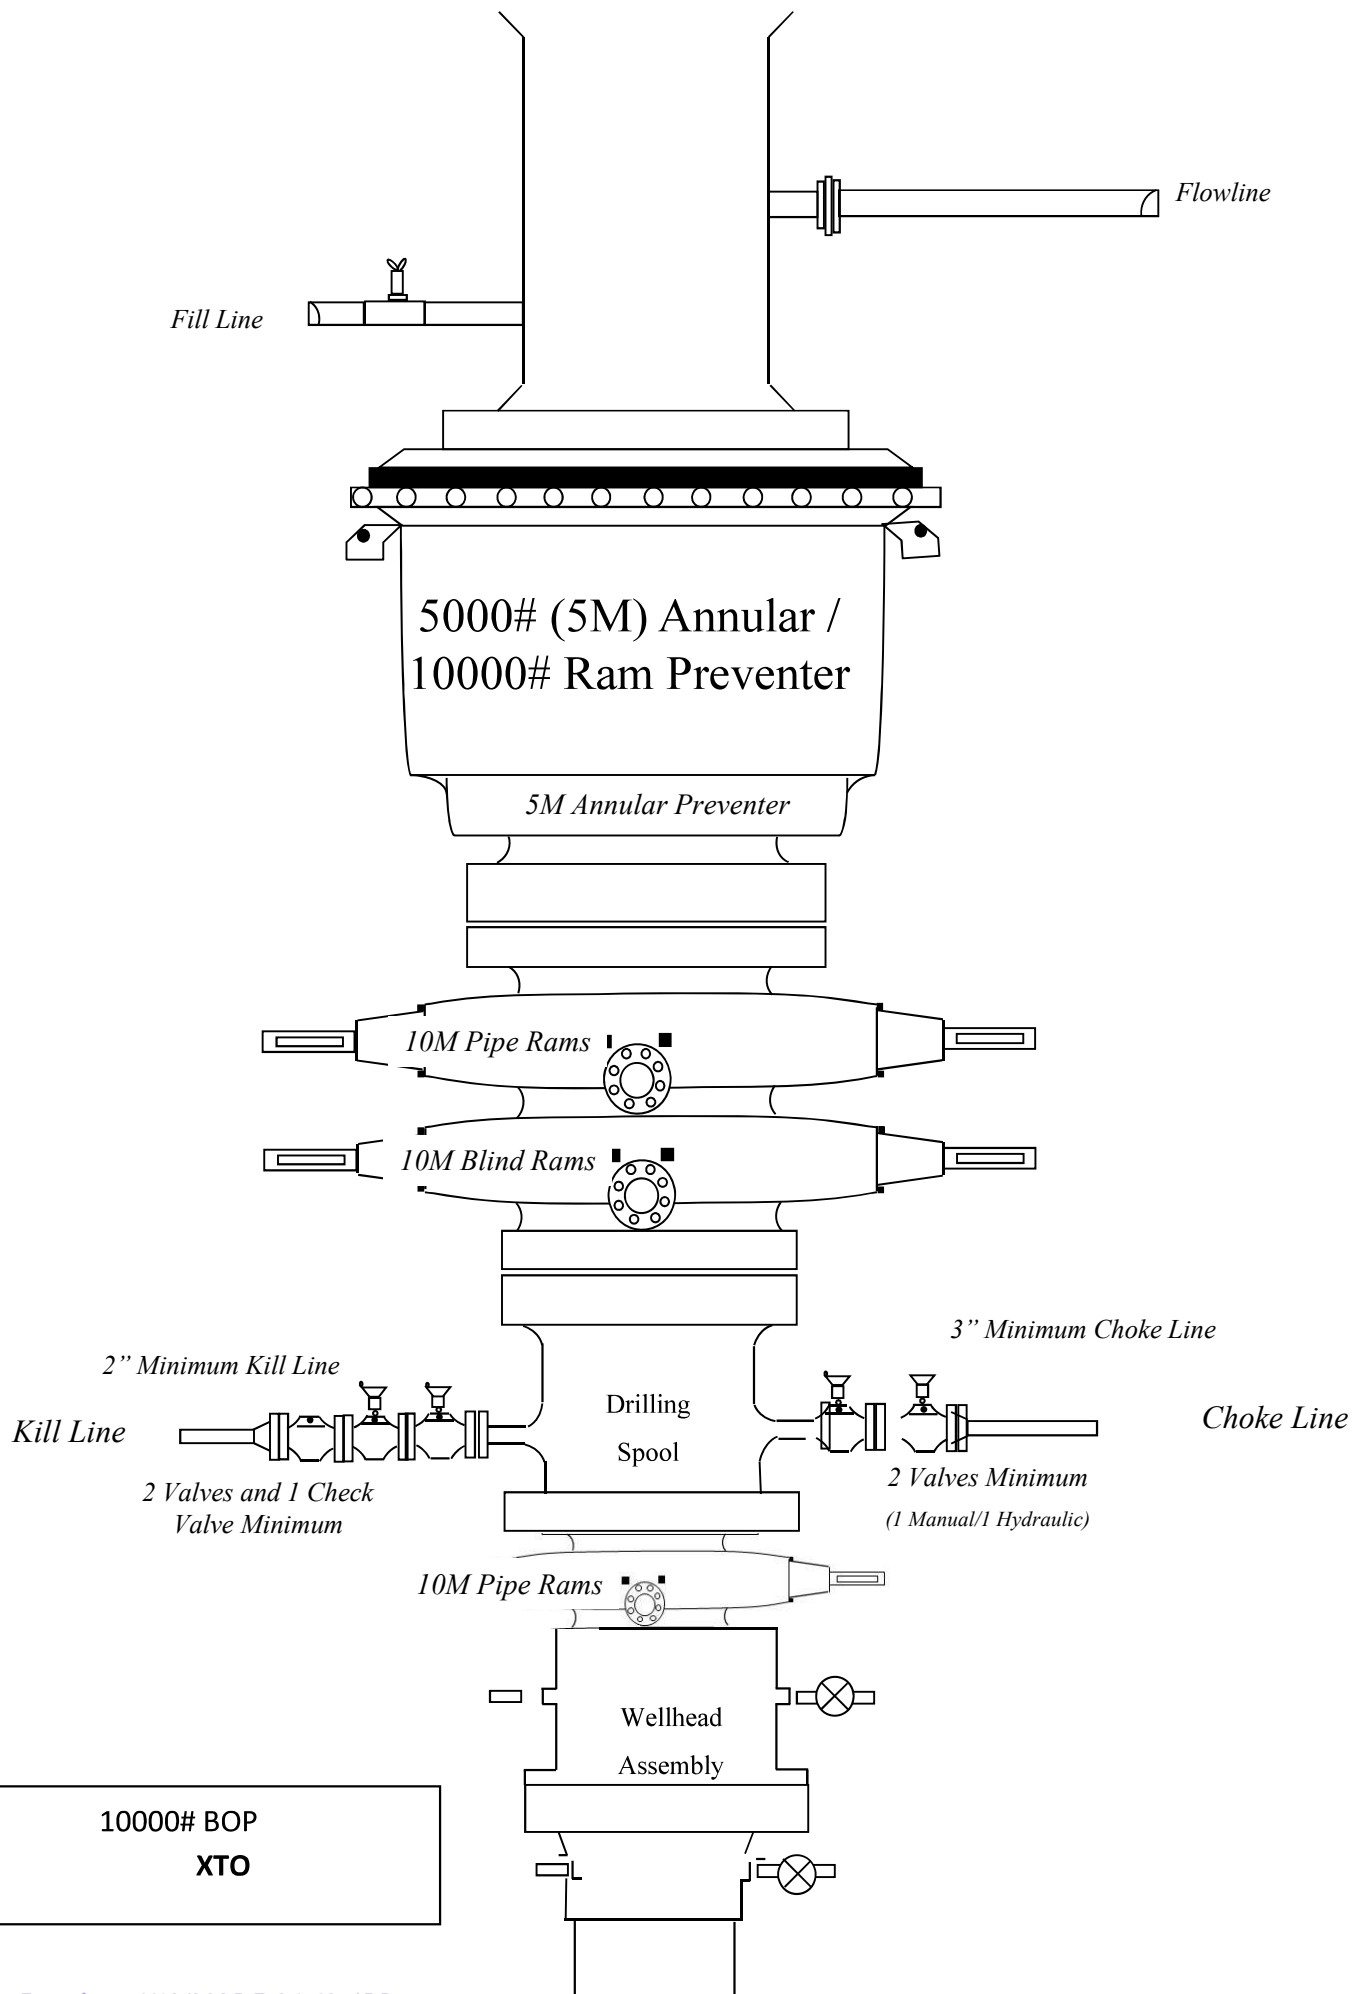 Flowline
Fill Line
5000# (5M) Annular /
10000# Ram Preventer
5M Annular Preventer
10M Pipe Rams
10M Blind Rams
3” Minimum Choke Line
2” Minimum Kill Line
Drilling
Spool
Kill Line
Choke Line
2 Valves and 1 Check
Valve Minimum
2 Valves Minimum
(1 Manual/1 Hydraulic)
10M Pipe Rams
Wellhead
Assembly
10000# BOP
XTO